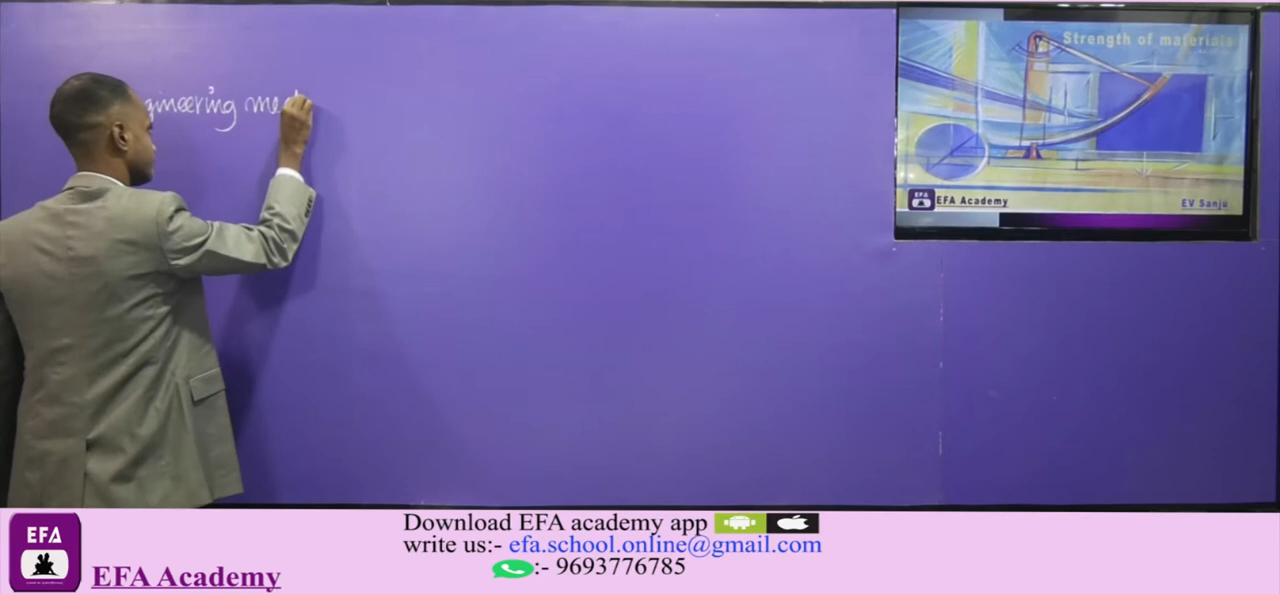 gineering me
Strength of materials
EFA
EFA Academy
EV Sanju
EFA
EFA Academy
Download EFA academy app
write us:- efa.school.online@gmail.com
:- 9693776785